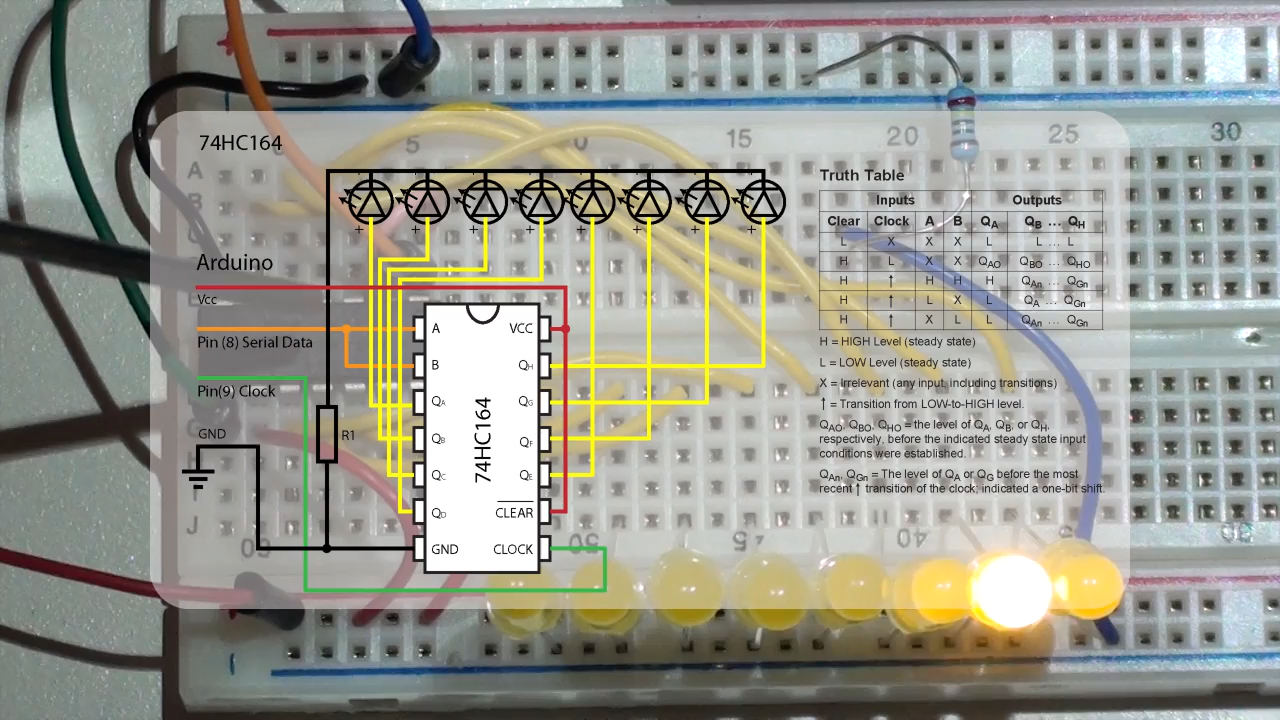 5 10 15 20 25 30
A
B
J
60 50 45 40 30
74HC164
Arduino
Vcc
Pin (8) Serial Data
Pin(9) Clock
GND
R1
+ + + + + + + +
A VCC
B QH
QA QG
QB QF
QC QE
QD CLEAR
GND CLOCK
74HC164
Truth Table
Inputs Outputs
Clear Clock A B QA QB ... QH
L X X X L L ... L
H L X X QAO QBO ... QHO
H ↑ H H H QAn ... QGn
H ↑ L X L QA ... QGn
H ↑ X L L QAn ... QGn
H = HIGH Level (steady state)
L = LOW Level (steady state)
X = Irrelevant (any input, including transitions)
↑ = Transition from LOW-to-HIGH level.
QAO, QBO, QHO = the level of QA, QB, or QH,
respectively, before the indicated steady state input
conditions were established.
QAn, QGn = The level of QA or QG before the most
recent ↑ transition of the clock; indicated a one-bit shift.